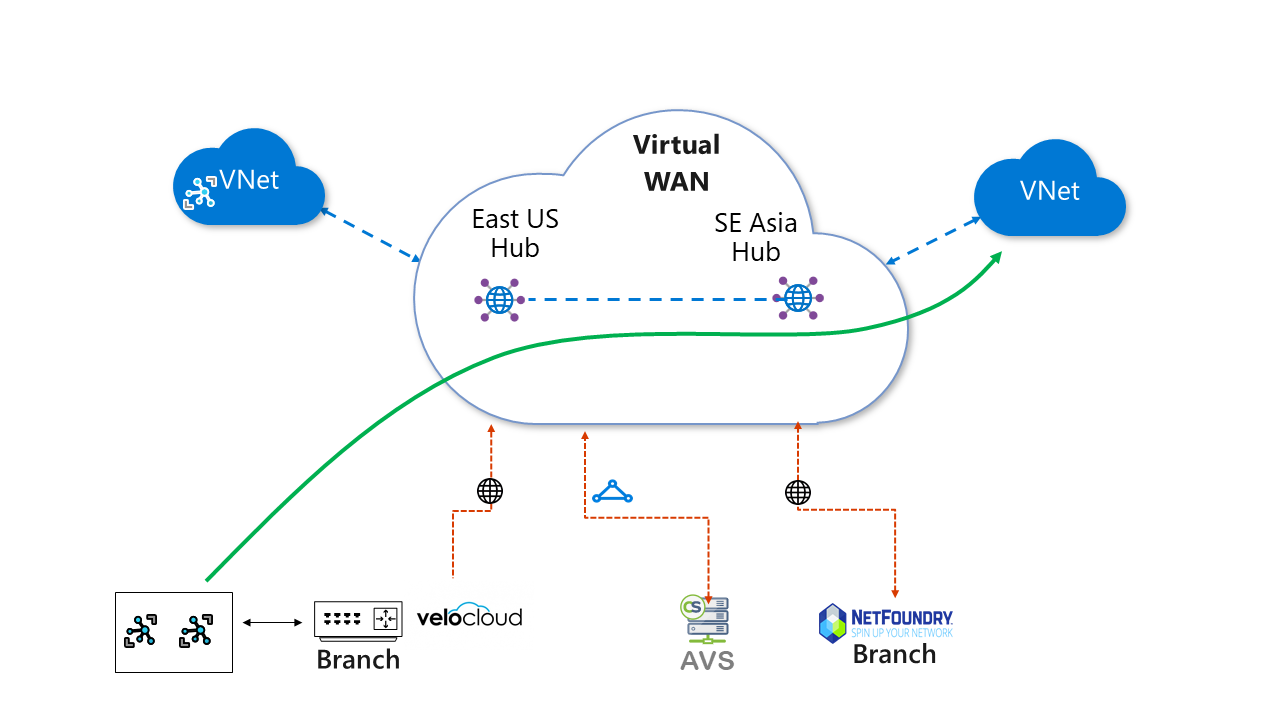 Virtual
WAN
VNet
VNet
East US
Hub
SE Asia
Hub
velocloud
Branch
CS
AVS
NETFOUNDRY
SPIN UP YOUR NETWORK
Branch